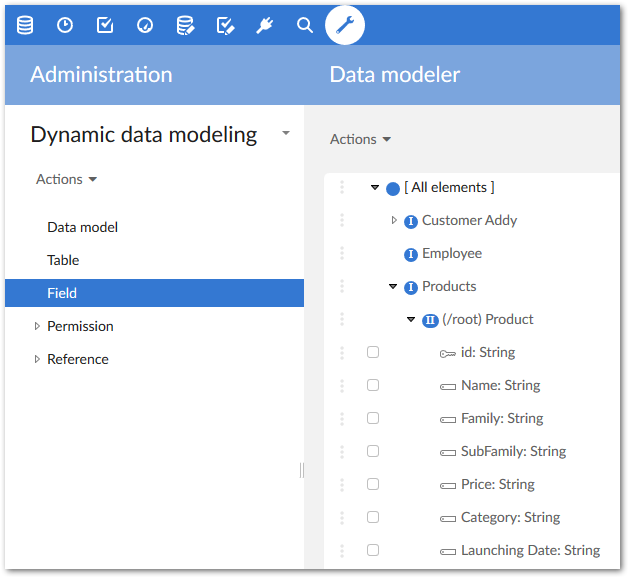 Administration
Data modeler
Dynamic data modeling
Actions
Data model
Table
Field
Permission
Reference
Actions
[ All elements ]
I Customer Addy
I Employee
I Products
II (/root) Product
id: String
Name: String
Family: String
SubFamily: String
Price: String
Category: String
Launching Date: String